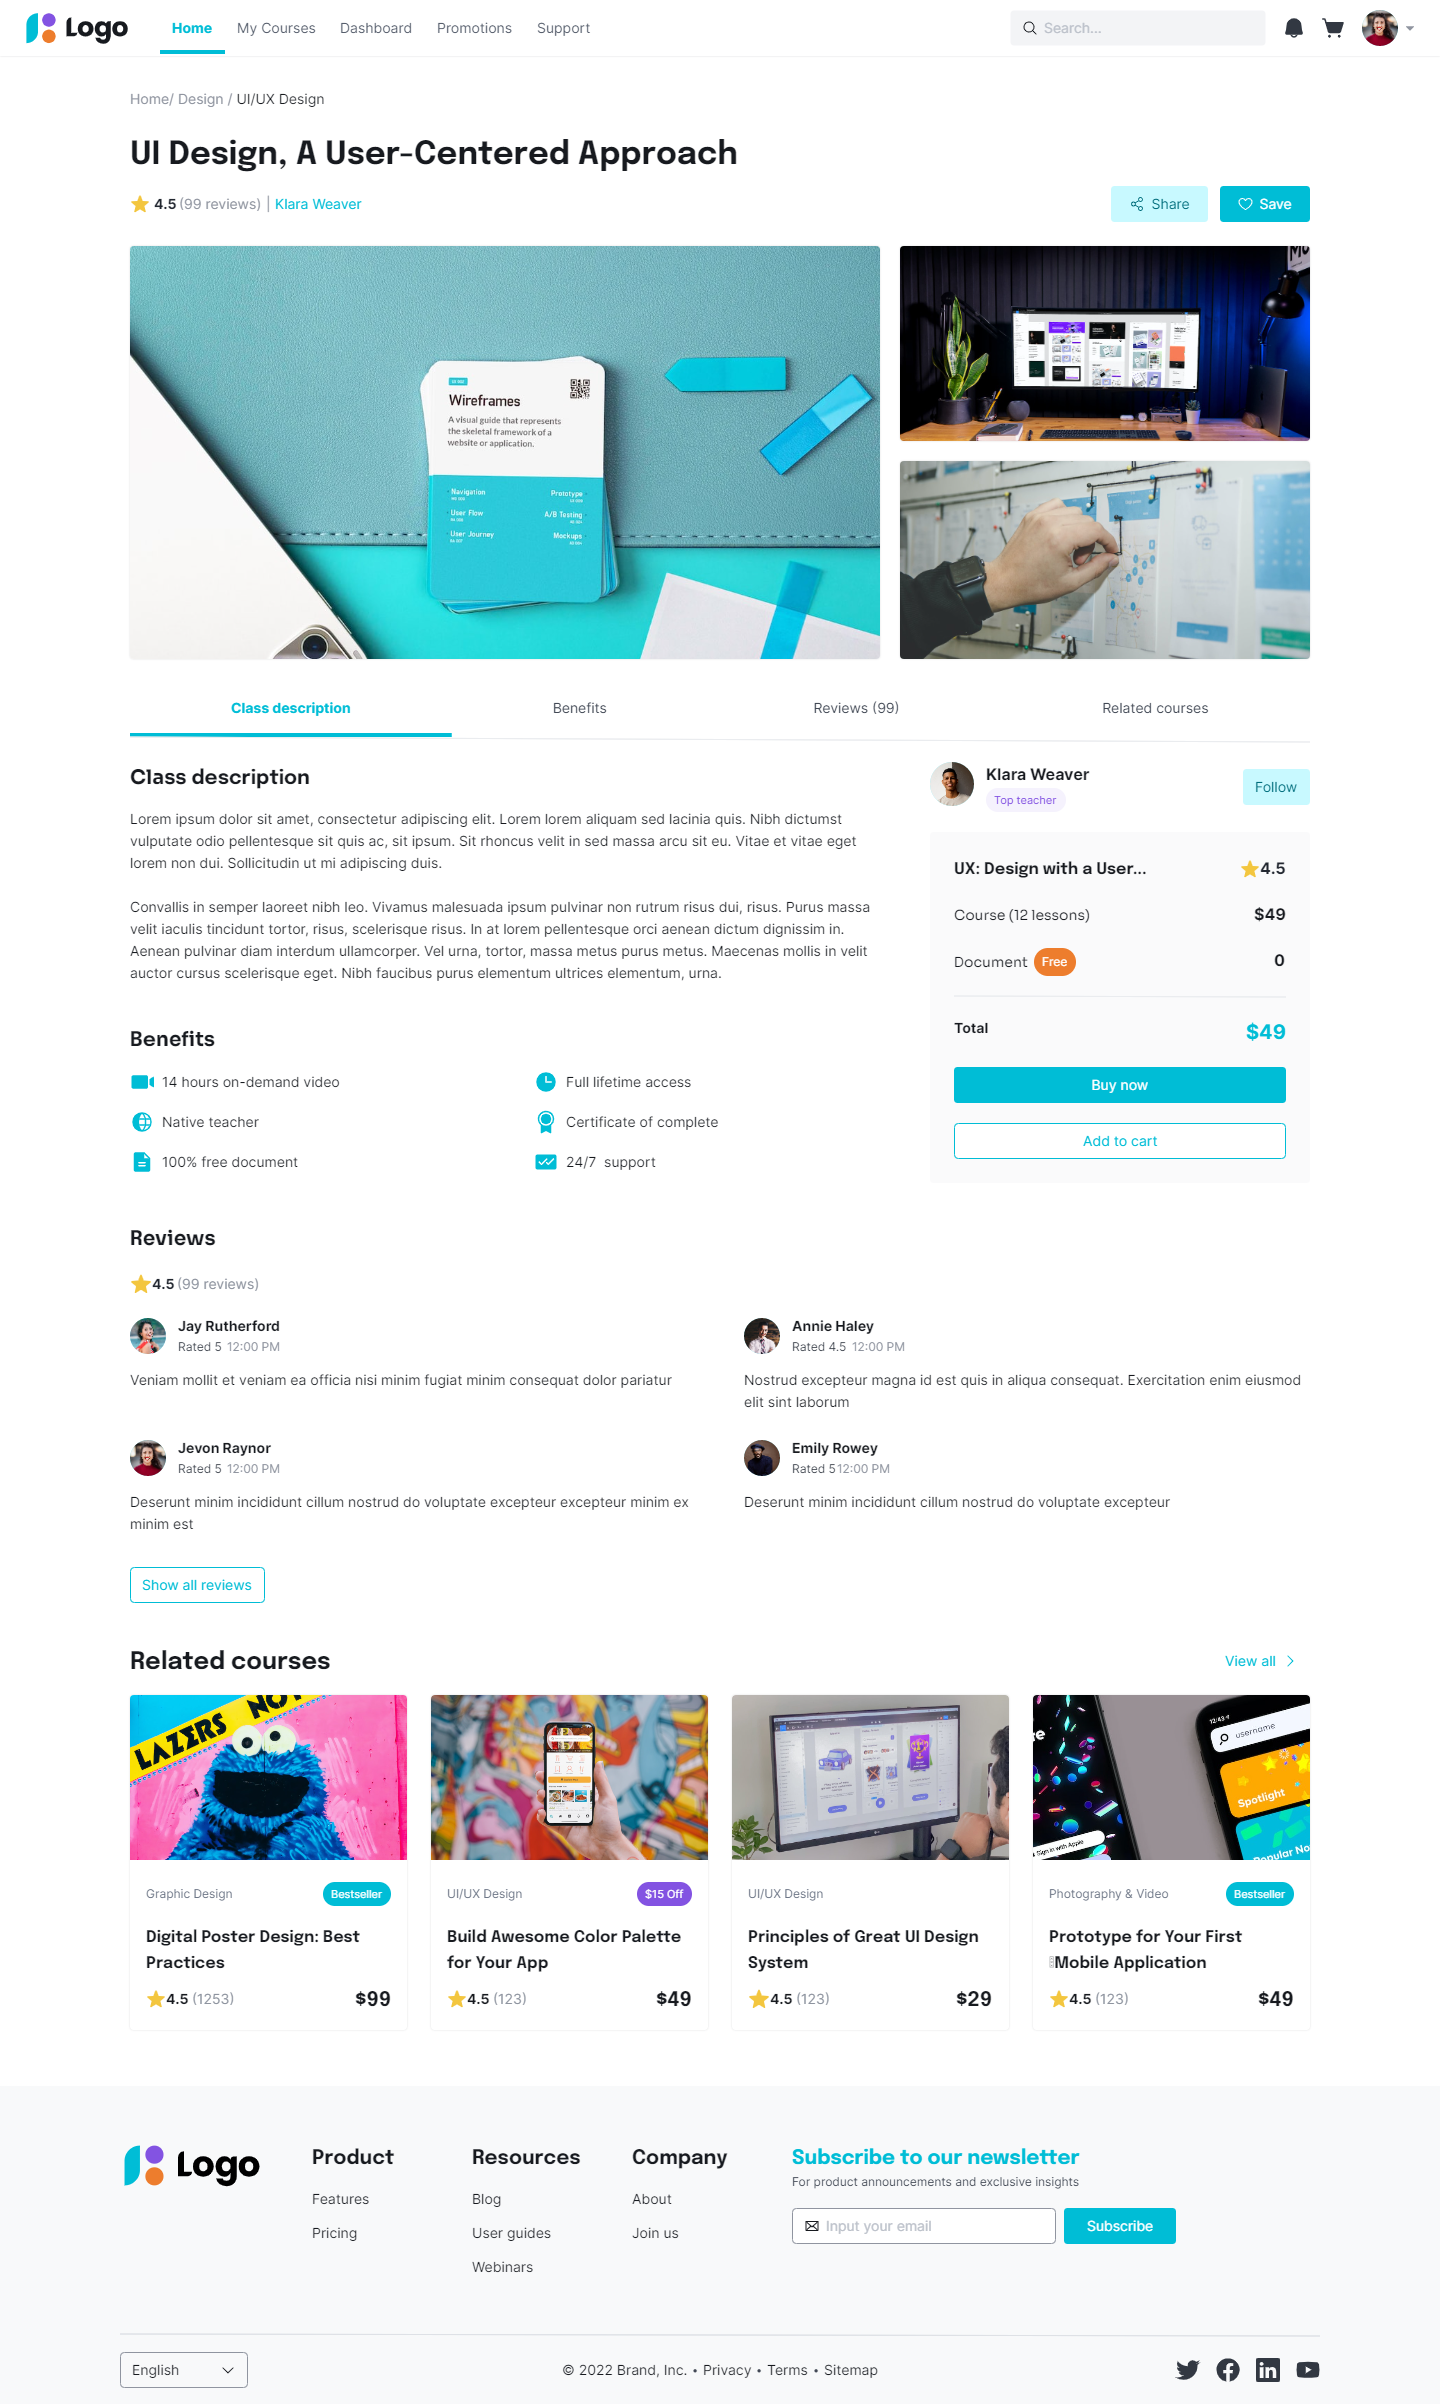 Logo
Home
My Courses
Dashboard
Promotions
Support
Search...
Home/ Design / UI/UX Design
UI Design, A User-Centered Approach
4.5 (99 reviews) | Klara Weaver
Share
Save
Wireframes
A visual guide that represents
the skeletal framework of a
website or application.
Navigation
Prototype
User Flow
A/B Testing
User Journey
Mockups
Class description
Benefits
Reviews (99)
Related courses
Class description
Lorem ipsum dolor sit amet, consectetur adipiscing elit. Lorem lorem aliquam sed lacinia quis. Nibh dictumst
vulputate odio pellentesque sit quis ac, sit ipsum. Sit rhoncus velit in sed massa arcu sit eu. Vitae et vitae eget
lorem non dui. Sollicitudin ut mi adipiscing duis.
Convallis in semper laoreet nibh leo. Vivamus malesuada ipsum pulvinar non rutrum risus dui, risus. Purus massa
velit iaculis tincidunt tortor, risus, scelerisque risus. In at lorem pellentesque orci aenean dictum dignissim in.
Aenean pulvinar diam interdum ullamcorper. Vel urna, tortor, massa metus purus metus. Maecenas mollis in velit
auctor cursus scelerisque eget. Nibh faucibus purus elementum ultrices elementum, urna.
Klara Weaver
Top teacher
Follow
UX: Design with a User...
4.5
Course (12 lessons)
$49
Document Free
0
Total
$49
Buy now
Add to cart
Benefits
14 hours on-demand video
Full lifetime access
Native teacher
Certificate of complete
100% free document
24/7 support
Reviews
4.5 (99 reviews)
Jay Rutherford
Rated 5 12:00 PM
Veniam mollit et veniam ea officia nisi minim fugiat minim consequat dolor pariatur
Annie Haley
Rated 4.5 12:00 PM
Nostrud excepteur magna id est quis in aliqua consequat. Exercitation enim eiusmod
elit sint laborum
Jevon Raynor
Rated 5 12:00 PM
Deserunt minim incididunt cillum nostrud do voluptate excepteur excepteur minim ex
minim est
Emily Rowey
Rated 5 12:00 PM
Deserunt minim incididunt cillum nostrud do voluptate excepteur
Show all reviews
Related courses
View all
LAZERS NOT
12:43
username
Spotlight
Popular No
Sign in with Apple
Graphic Design
Bestseller
Digital Poster Design: Best
Practices
4.5 (1253)
$99
UI/UX Design
$15 Off
Build Awesome Color Palette
for Your App
4.5 (123)
$49
UI/UX Design
Principles of Great UI Design
System
4.5 (123)
$29
Photography & Video
Bestseller
Prototype for Your First
Mobile Application
4.5 (123)
$49
Logo
Product
Features
Pricing
Resources
Blog
User guides
Webinars
Company
About
Join us
Subscribe to our newsletter
For product announcements and exclusive insights
Input your email
Subscribe
English
© 2022 Brand, Inc. • Privacy • Terms • Sitemap